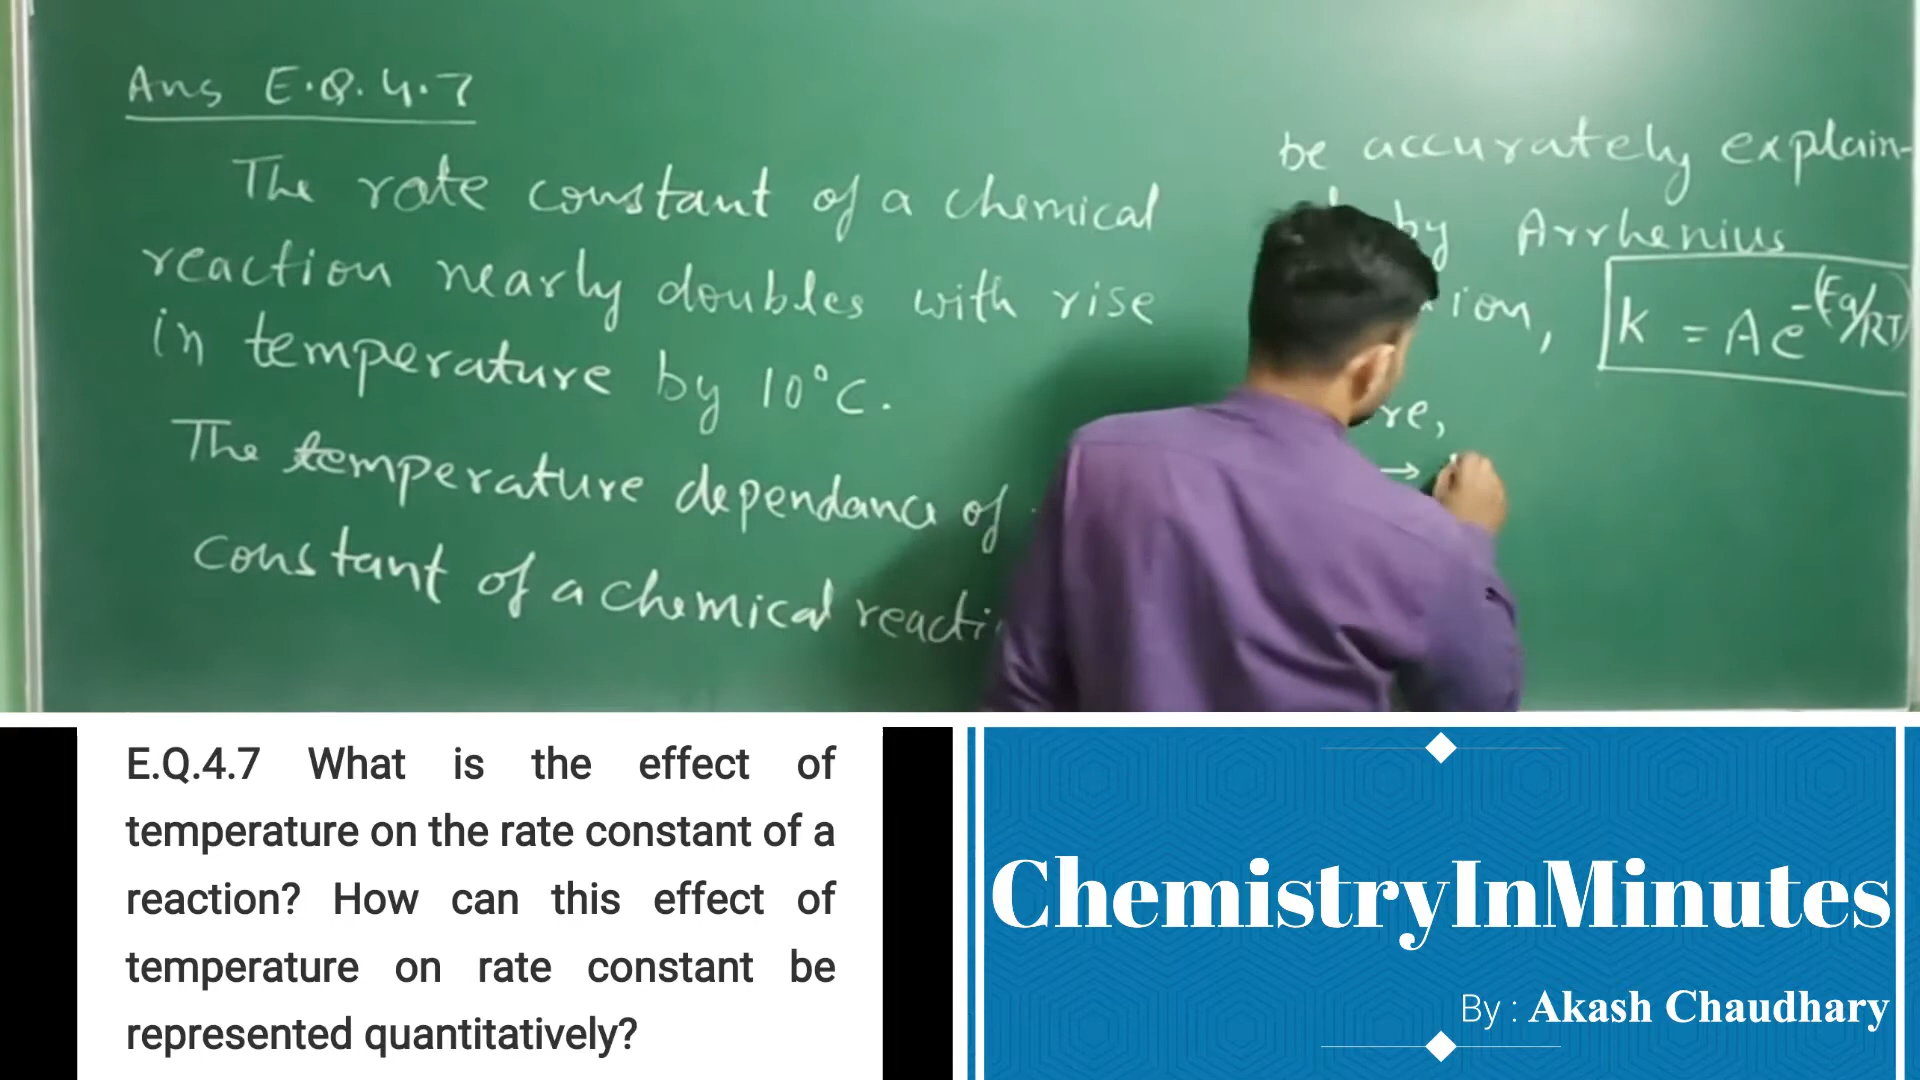 Ans E.Q.4.7
The rate constant of a chemical
reaction nearly doubles with rise
in temperature by 10°C.
The temperature dependance of
constant of a chemical reacti
be accurately explain-
by Arrhenius
ion, k = Ae^-(Ea/RT)
re,
→
E.Q.4.7 What is the effect of
temperature on the rate constant of a
reaction? How can this effect of
temperature on rate constant be
represented quantitatively?
ChemistryInMinutes
By : Akash Chaudhary